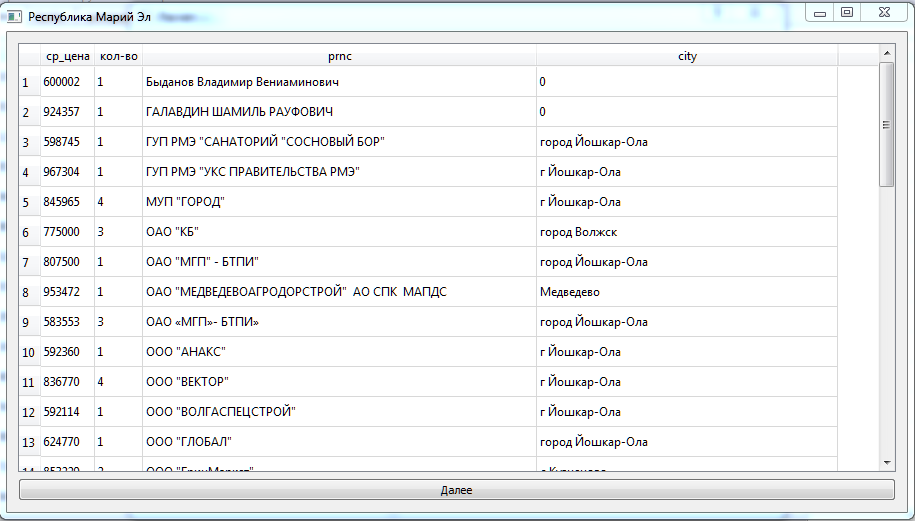 Республика Марий Эл
ср_цена кол-во prnc city
1 600002 1 Быданов Владимир Вениаминович 0
2 924357 1 ГАЛАВДИН ШАМИЛЬ РАУФОВИЧ 0
3 598745 1 ГУП РМЭ "САНАТОРИЙ "СОСНОВЫЙ БОР" город Йошкар-Ола
4 967304 1 ГУП РМЭ "УКС ПРАВИТЕЛЬСТВА РМЭ" г Йошкар-Ола
5 845965 4 МУП "ГОРОД" г Йошкар-Ола
6 775000 3 ОАО "КБ" город Волжск
7 807500 1 ОАО "МГП" - БТПИ" город Йошкар-Ола
8 953472 1 ОАО "МЕДВЕДЕВОАГРОДОРСТРОЙ" АО СПК МАПДС Медведево
9 583553 3 ОАО «МГП»- БТПИ» город Йошкар-Ола
10 592360 1 ООО "АНАКС" г Йошкар-Ола
11 836770 4 ООО "ВЕКТОР" г Йошкар-Ола
12 592114 1 ООО "ВОЛГАСПЕЦСТРОЙ" г Йошкар-Ола
13 624770 1 ООО "ГЛОБАЛ" город Йошкар-Ола
14 ООО
Далее